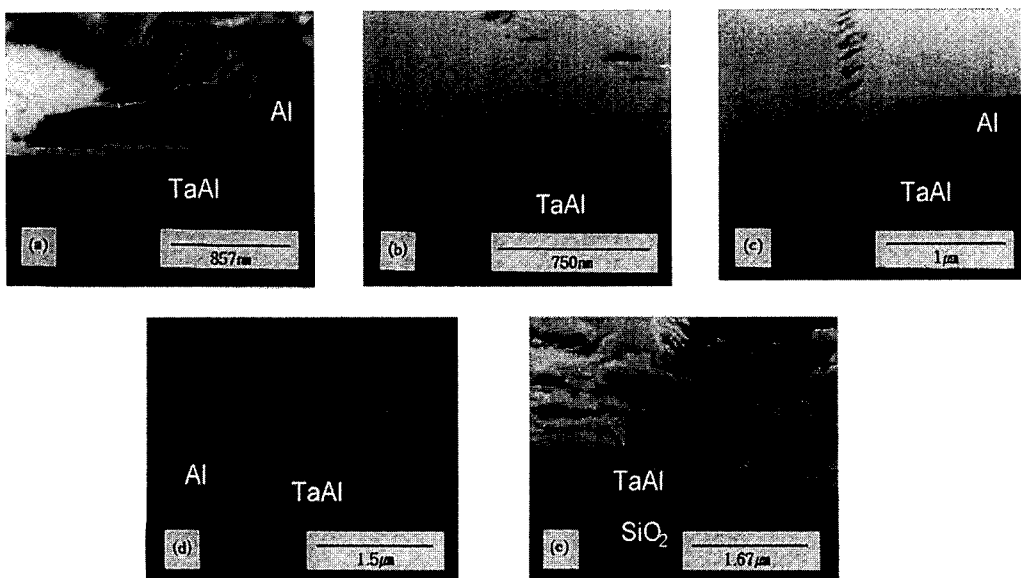 Al
TaAl
(a)
857nm
TaAl
(b)
750nm
Al
TaAl
(c)
1μm
Al
TaAl
(d)
1.5μm
TaAl
SiO₂
(e)
1.67μm